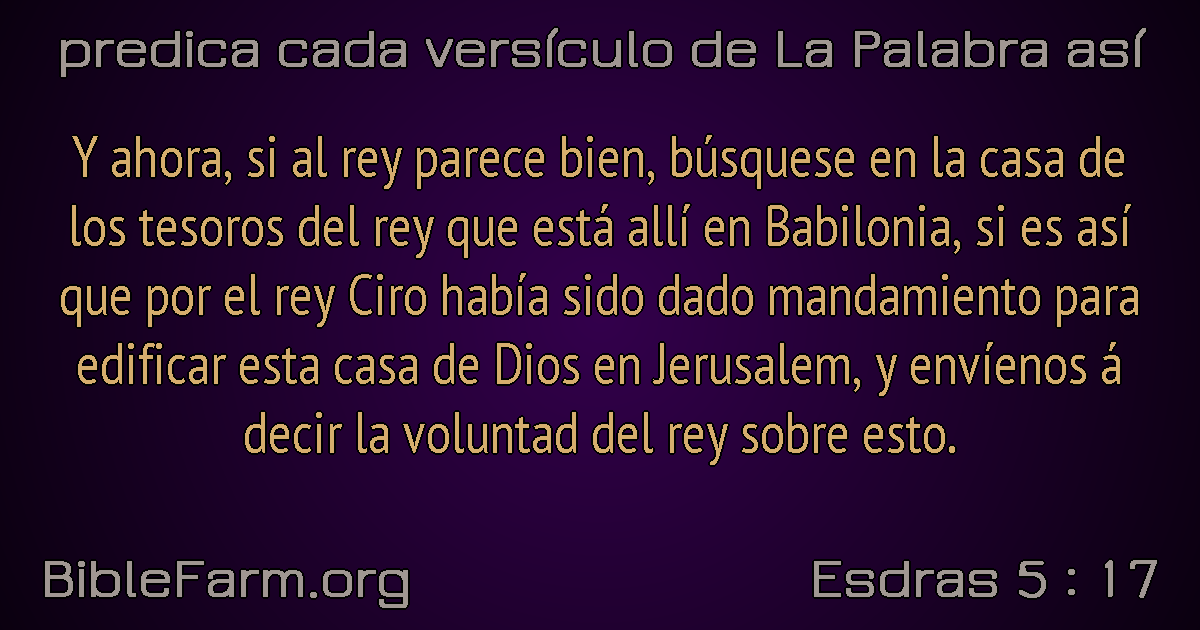 predica cada versículo de La Palabra así
Y ahora, si al rey parece bien, búsquese en la casa de
los tesoros del rey que está allí en Babilonia, si es así
que por el rey Ciro había sido dado mandamiento para
edificar esta casa de Dios en Jerusalem, y envíenos á
decir la voluntad del rey sobre esto.
BibleFarm.org
Esdras 5 : 17